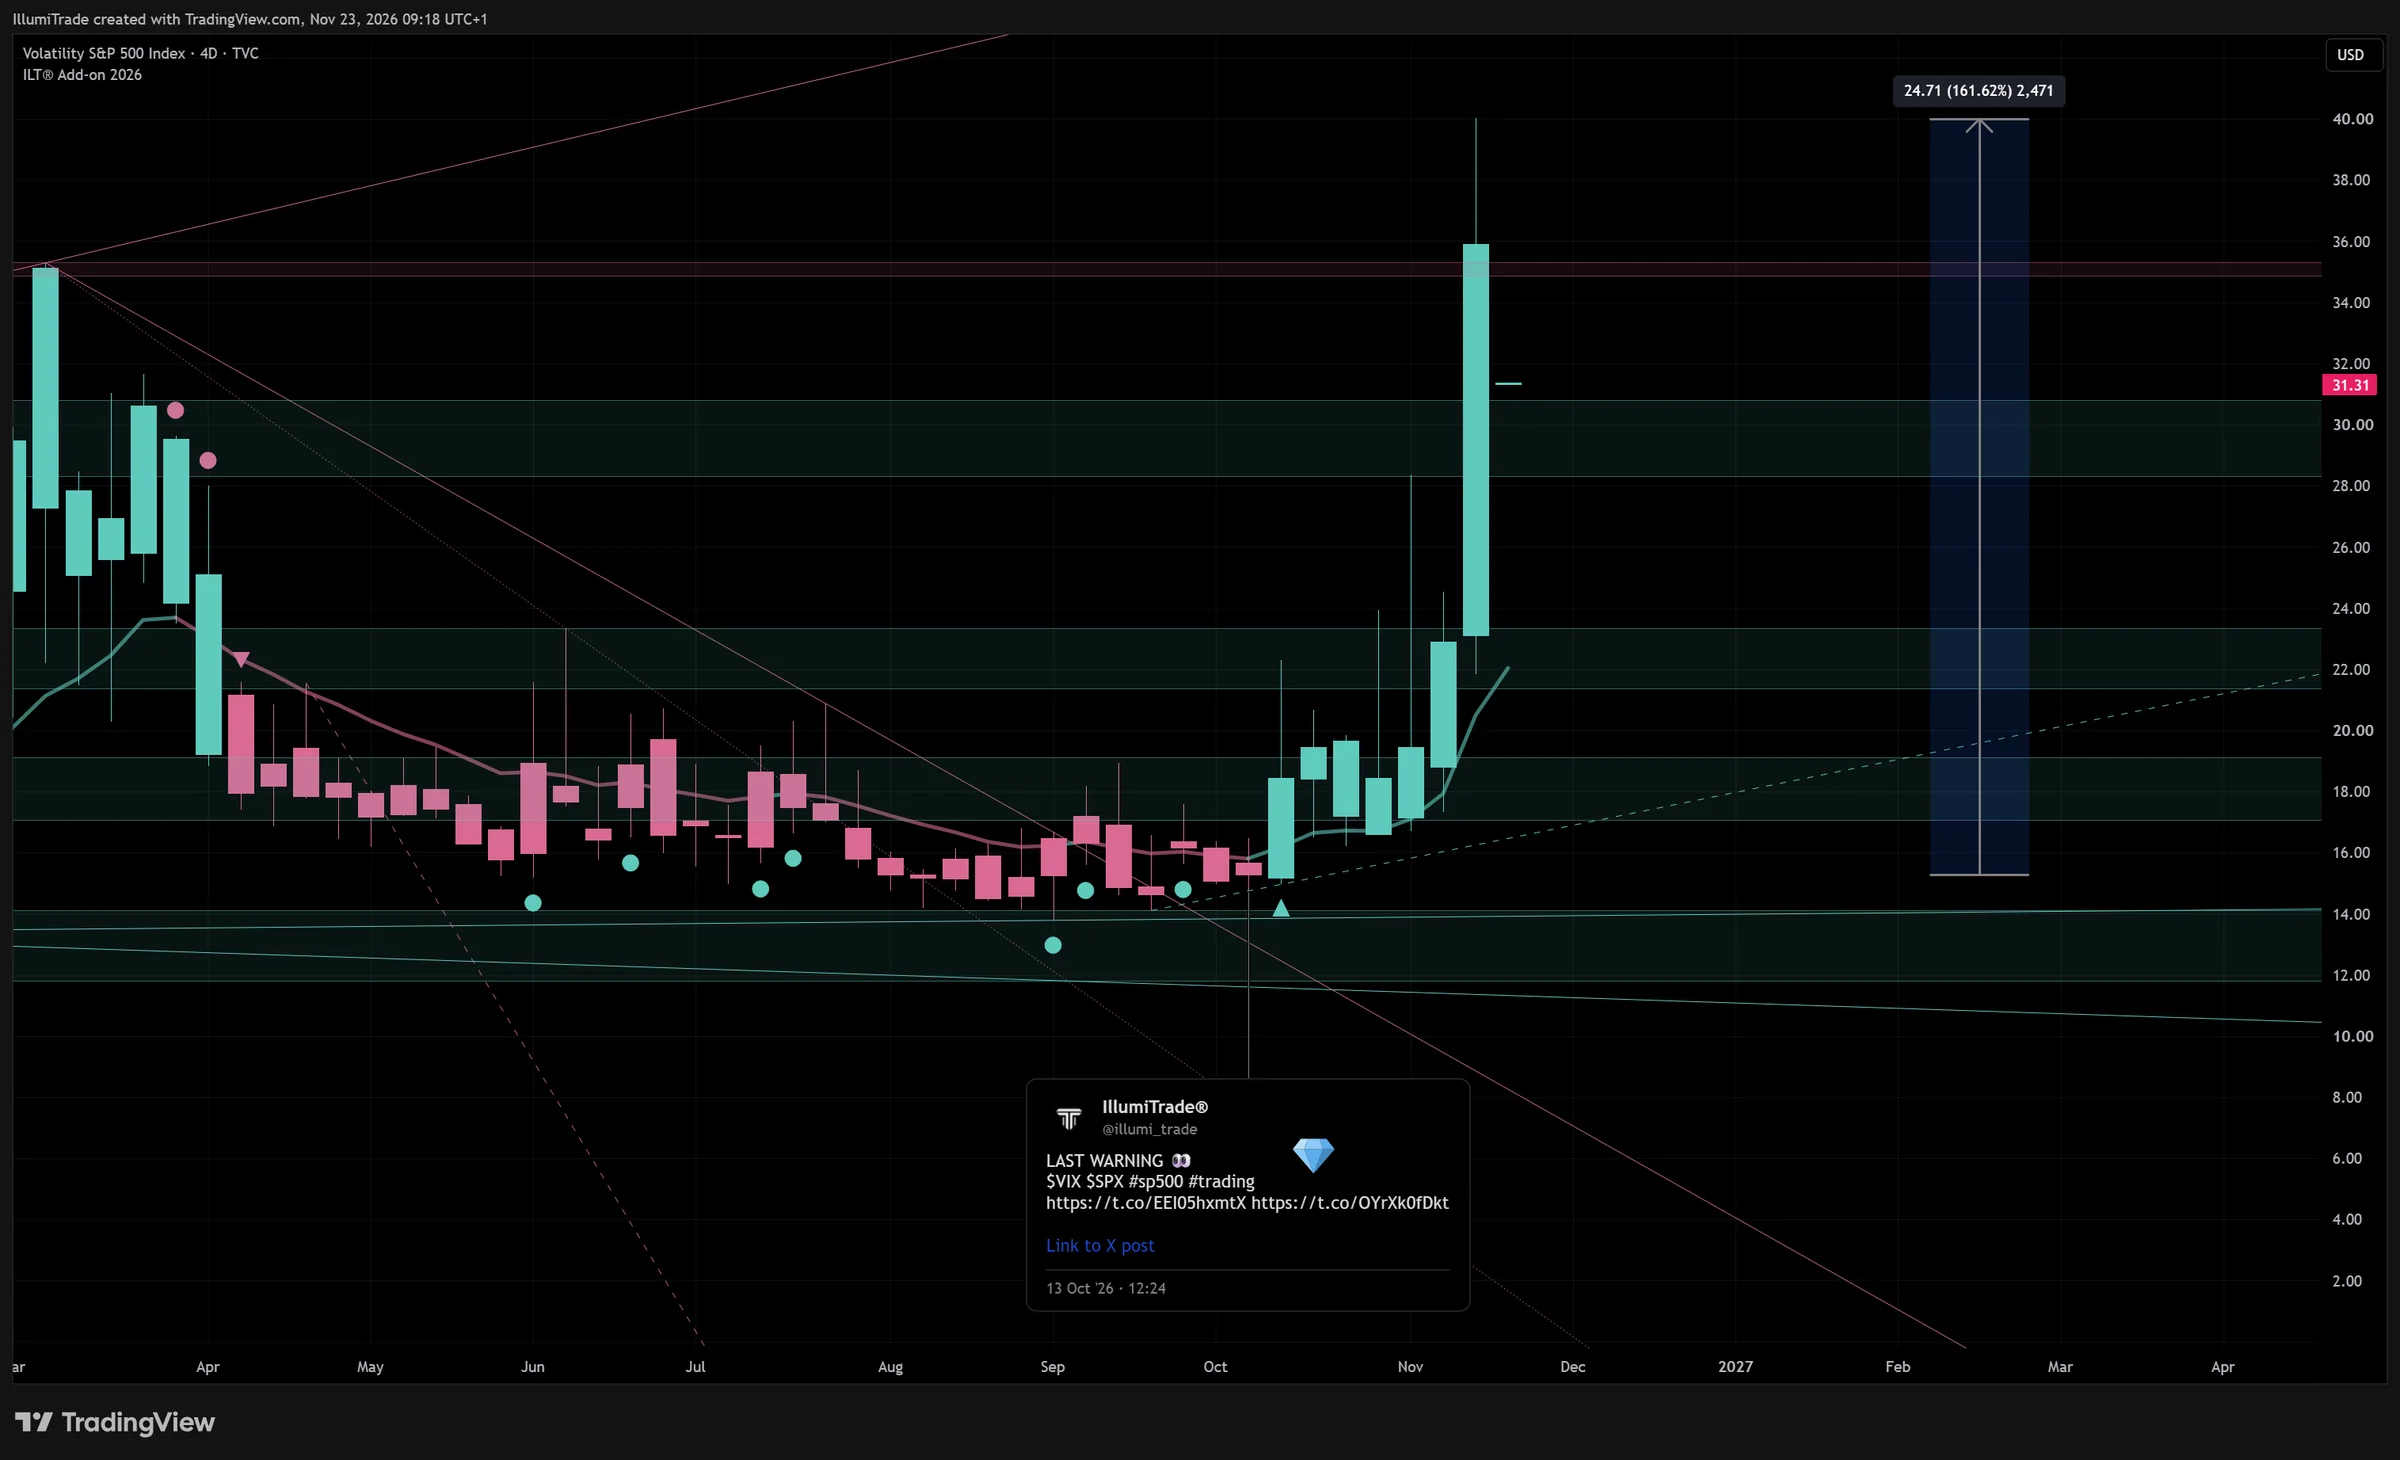 IllumiTrade created with TradingView.com, Nov 23, 2026 09:18 UTC+1
Volatility S&P 500 Index · 4D · TVC
ILT® Add-on 2026
USD
24.71 (161.62%) 2,471
40.00
38.00
36.00
34.00
32.00
31.31
30.00
28.00
26.00
24.00
22.00
20.00
18.00
16.00
14.00
12.00
10.00
8.00
6.00
4.00
2.00
IllumiTrade®
@illumi_trade
LAST WARNING 👀
$VIX $SPX #sp500 #trading
https://t.co/EEI05hxmtX https://t.co/OYrXk0fDkt
Link to X post
13 Oct '26 · 12:24
ar Apr May Jun Jul Aug Sep Oct Nov Dec 2027 Feb Mar Apr
TradingView